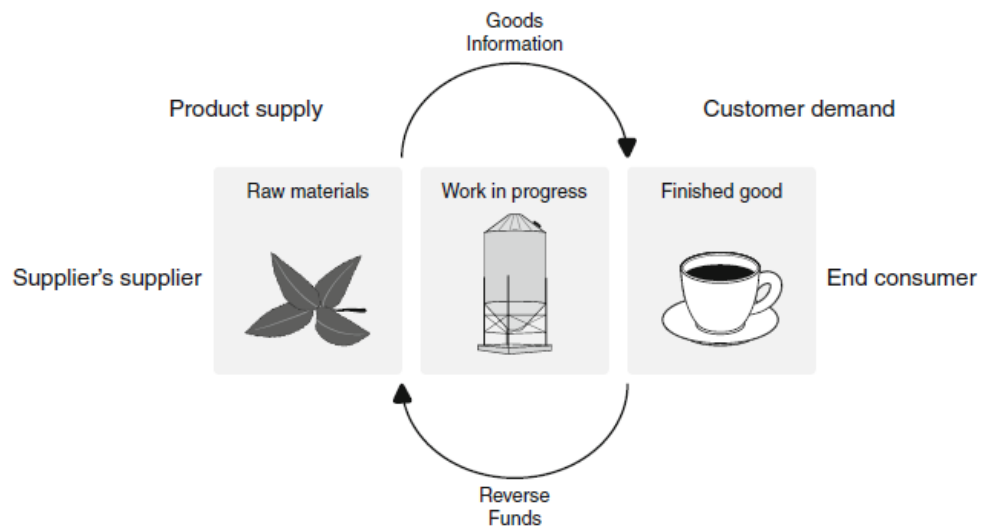 Goods
Information
Product supply
Customer demand
Raw materials
Work in progress
Finished good
Supplier’s supplier
End consumer
Reverse
Funds